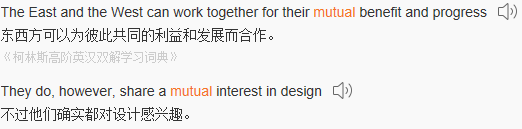 The East and the West can work together for their mutual benefit and progress
东西方可以为彼此共同的利益和发展而合作。
《柯林斯高阶英汉双解学习词典》
They do, however, share a mutual interest in design
不过他们确实都对设计感兴趣。